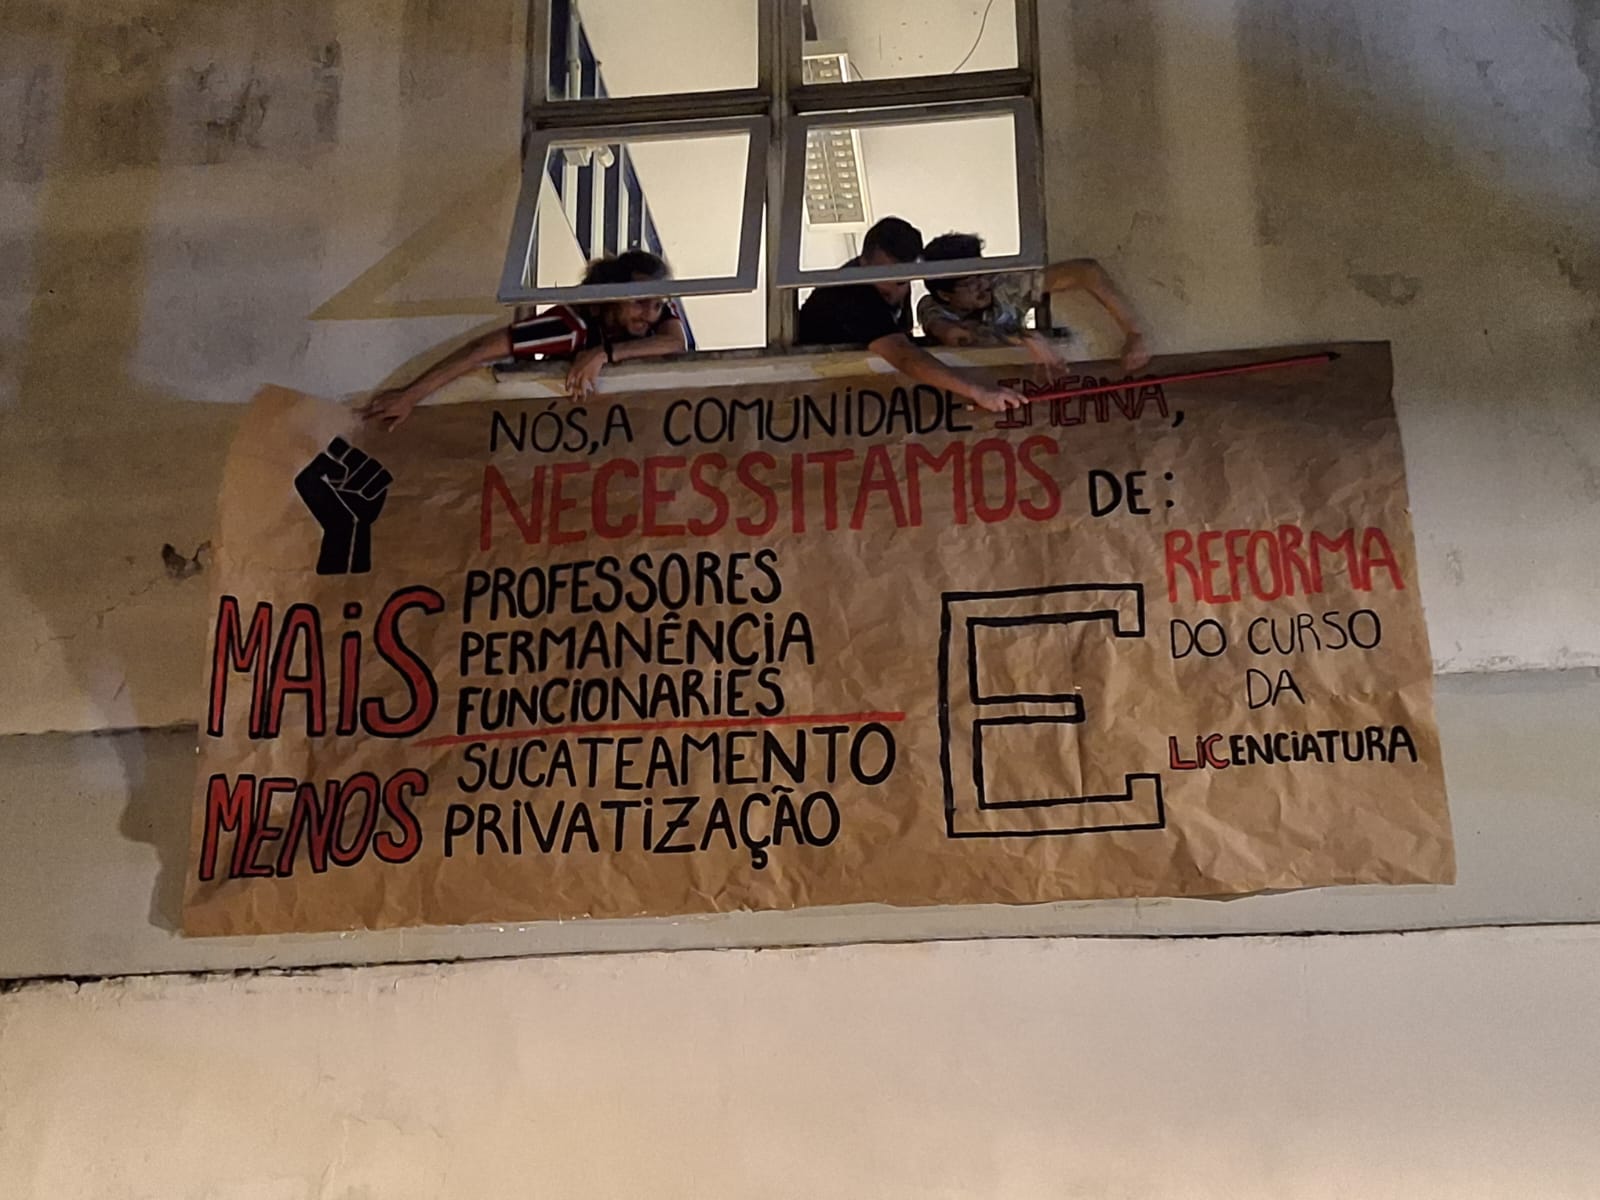 NÓS, A COMUNIDADE IMEANA,
NECESSITAMOS DE:
MAIS
PROFESSORES
PERMANÊNCIA
FUNCIONARIES
MENOS
SUCATEAMENTO
PRIVATIZAÇÃO
E
REFORMA
DO CURSO
DA
LICENCIATURA